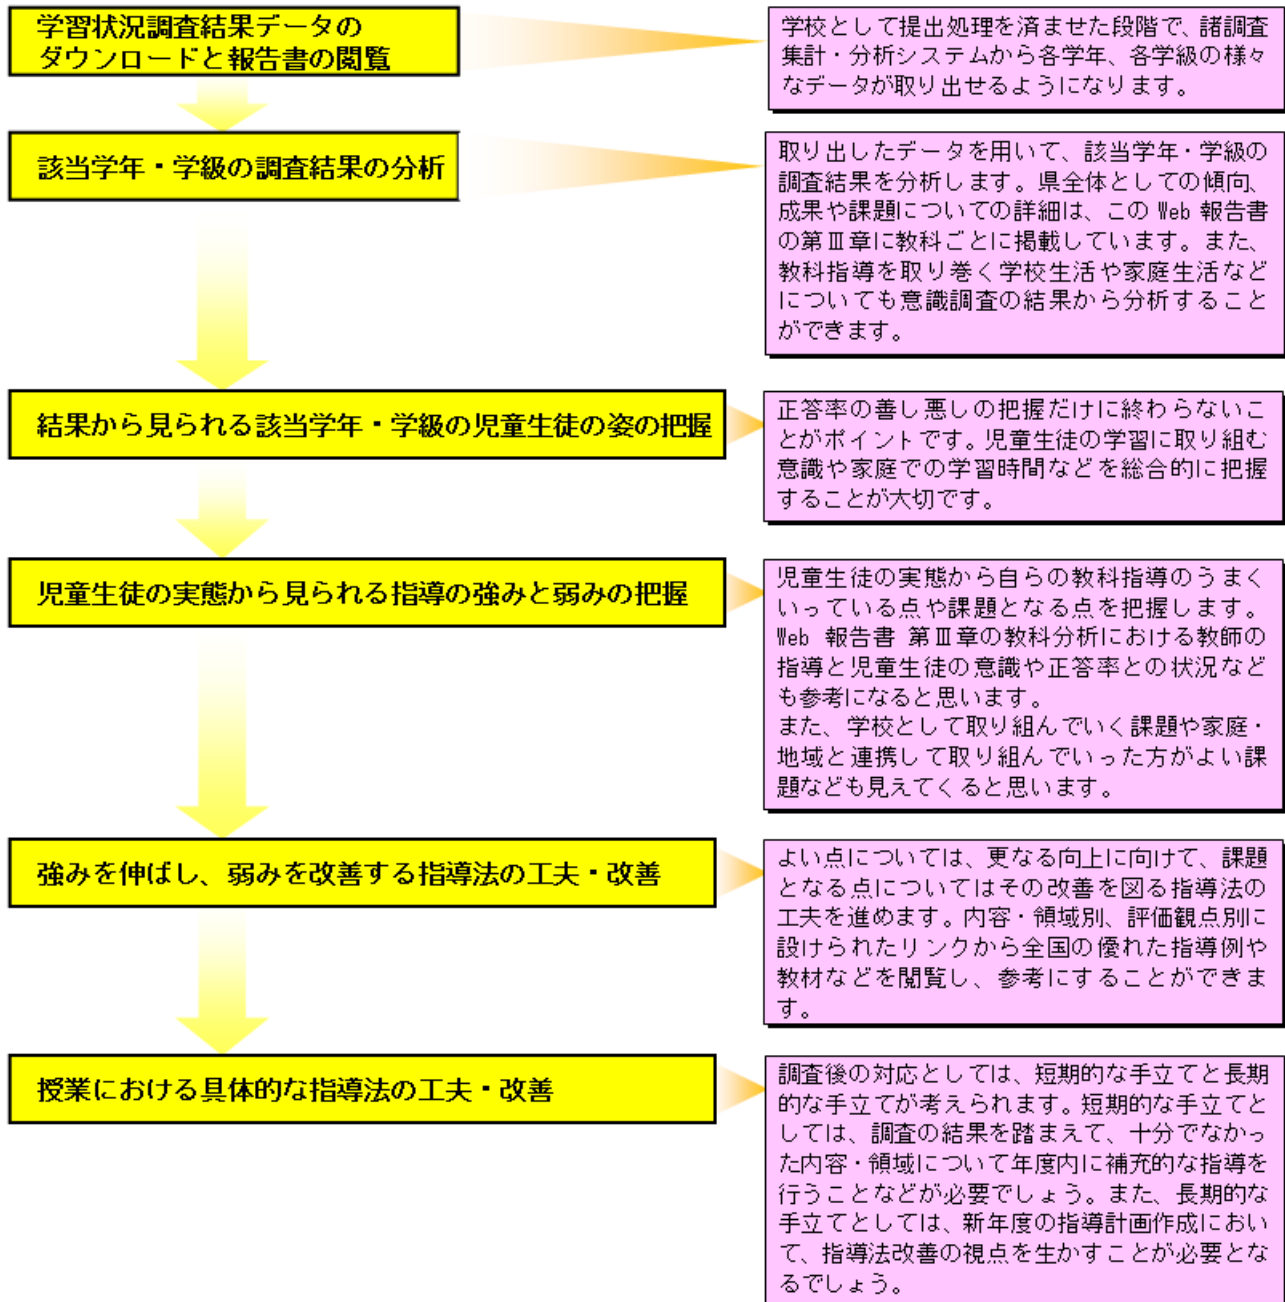 学習状況調査結果データの
ダウンロードと報告書の閲覧
学校として提出処理を済ませた段階で、諸調査
集計・分析システムから各学年、各学級の様々
なデータが取り出せるようになります。
該当学年・学級の調査結果の分析
取り出したデータを用いて、該当学年・学級の
調査結果を分析します。県全体としての傾向、
成果や課題についての詳細は、この Web 報告書
の第Ⅲ章に教科ごとに掲載しています。また、
教科指導を取り巻く学校生活や家庭生活など
についても意識調査の結果から分析すること
ができます。
結果から見られる該当学年・学級の児童生徒の姿の把握
正答率の善し悪しの把握だけに終わらないこ
とがポイントです。児童生徒の学習に取り組む
意識や家庭での学習時間などを総合的に把握
することが大切です。
児童生徒の実態から見られる指導の強みと弱みの把握
児童生徒の実態から自らの教科指導のうまく
いっている点や課題となる点を把握します。
Web 報告書 第Ⅲ章の教科分析における教師の
指導と児童生徒の意識や正答率との状況など
も参考になると思います。
また、学校として取り組んでいく課題や家庭・
地域と連携して取り組んでいった方がよい課
題なども見えてくると思います。
強みを伸ばし、弱みを改善する指導法の工夫・改善
よい点については、更なる向上に向けて、課題
となる点についてはその改善を図る指導法の
工夫を進めます。内容・領域別、評価観点別に
設けられたリンクから全国の優れた指導例や
教材などを閲覧し、参考にすることができま
す。
授業における具体的な指導法の工夫・改善
調査後の対応としては、短期的な手立てと長期
的な手立てが考えられます。短期的な手立てと
しては、調査の結果を踏まえて、十分でなかっ
た内容・領域について年度内に補充的な指導を
行うことなどが必要でしょう。また、長期的な
手立てとしては、新年度の指導計画作成におい
て、指導法改善の視点を生かすことが必要とな
るでしょう。